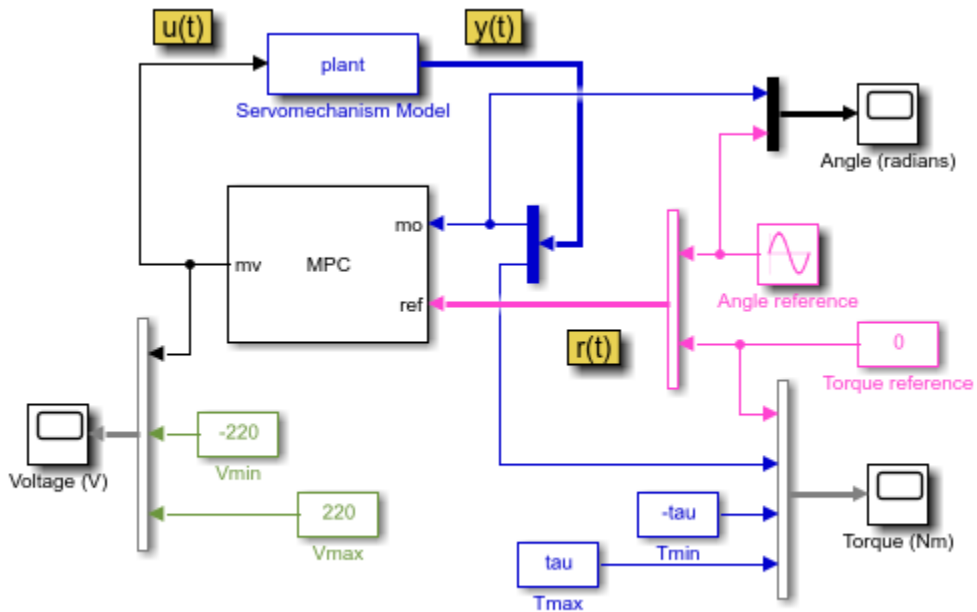 u(t)
y(t)
plant
Servomechanism Model
Angle (radians)
mo
mv
MPC
ref
Angle reference
r(t)
0
Torque reference
-220
Vmin
Voltage (V)
220
Vmax
-tau
Tmin
Torque (Nm)
tau
Tmax